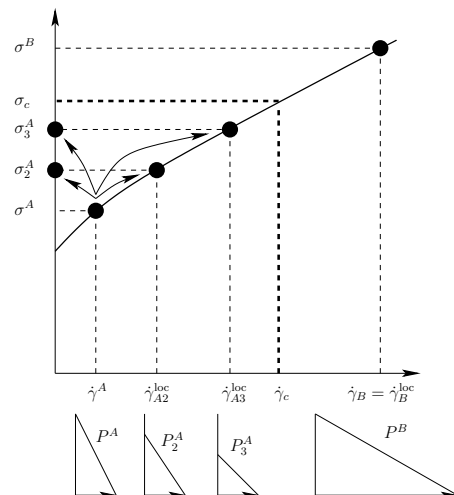 σ^B
σ_c
σ_3^A
σ_2^A
σ^A
γ̇^A γ̇_{A2}^{loc} γ̇_{A3}^{loc} γ̇_c γ̇_B = γ̇_B^{loc}
P^A P_2^A P_3^A P^B